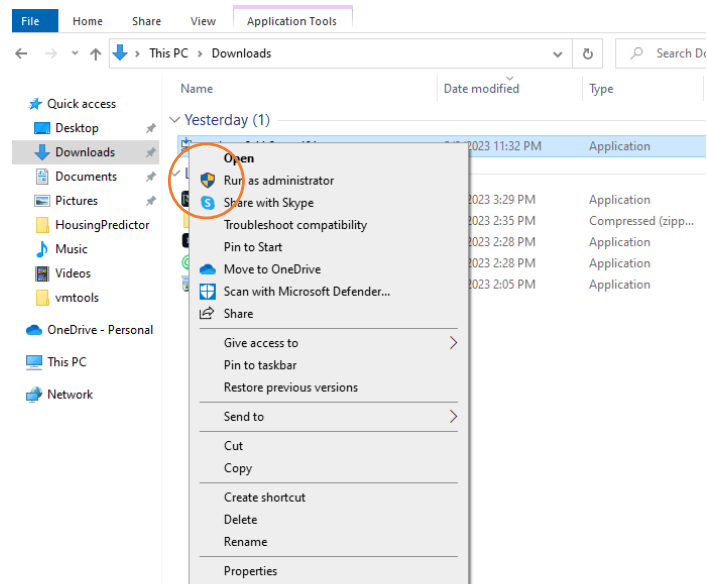 File Home Share View Application Tools
This PC > Downloads
Search
Name Date modified Type
Quick access
Desktop
Downloads
Documents
Pictures
HousingPredictor
Music
Videos
vmtools
OneDrive - Personal
This PC
Network
Yesterday (1)
2023 11:32 PM Application
2023 3:29 PM Application
2023 2:35 PM Compressed (zipp...
2023 2:28 PM Application
2023 2:28 PM Application
2023 2:05 PM Application
Open
Run as administrator
Share with Skype
Troubleshoot compatibility
Pin to Start
Move to OneDrive
Scan with Microsoft Defender...
Share
Give access to
Pin to taskbar
Restore previous versions
Send to
Cut
Copy
Create shortcut
Delete
Rename
Properties